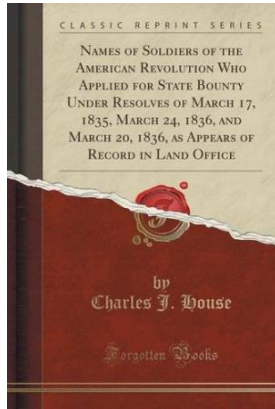 CLASSIC REPRINT SERIES
NAMES OF SOLDIERS OF THE
AMERICAN REVOLUTION WHO
APPLIED FOR STATE BOUNTY
UNDER RESOLVES OF MARCH 17,
1835, MARCH 24, 1836, AND
MARCH 20, 1836, AS APPEARS OF
RECORD IN LAND OFFICE
by
Charles J. House
Forgotten Books